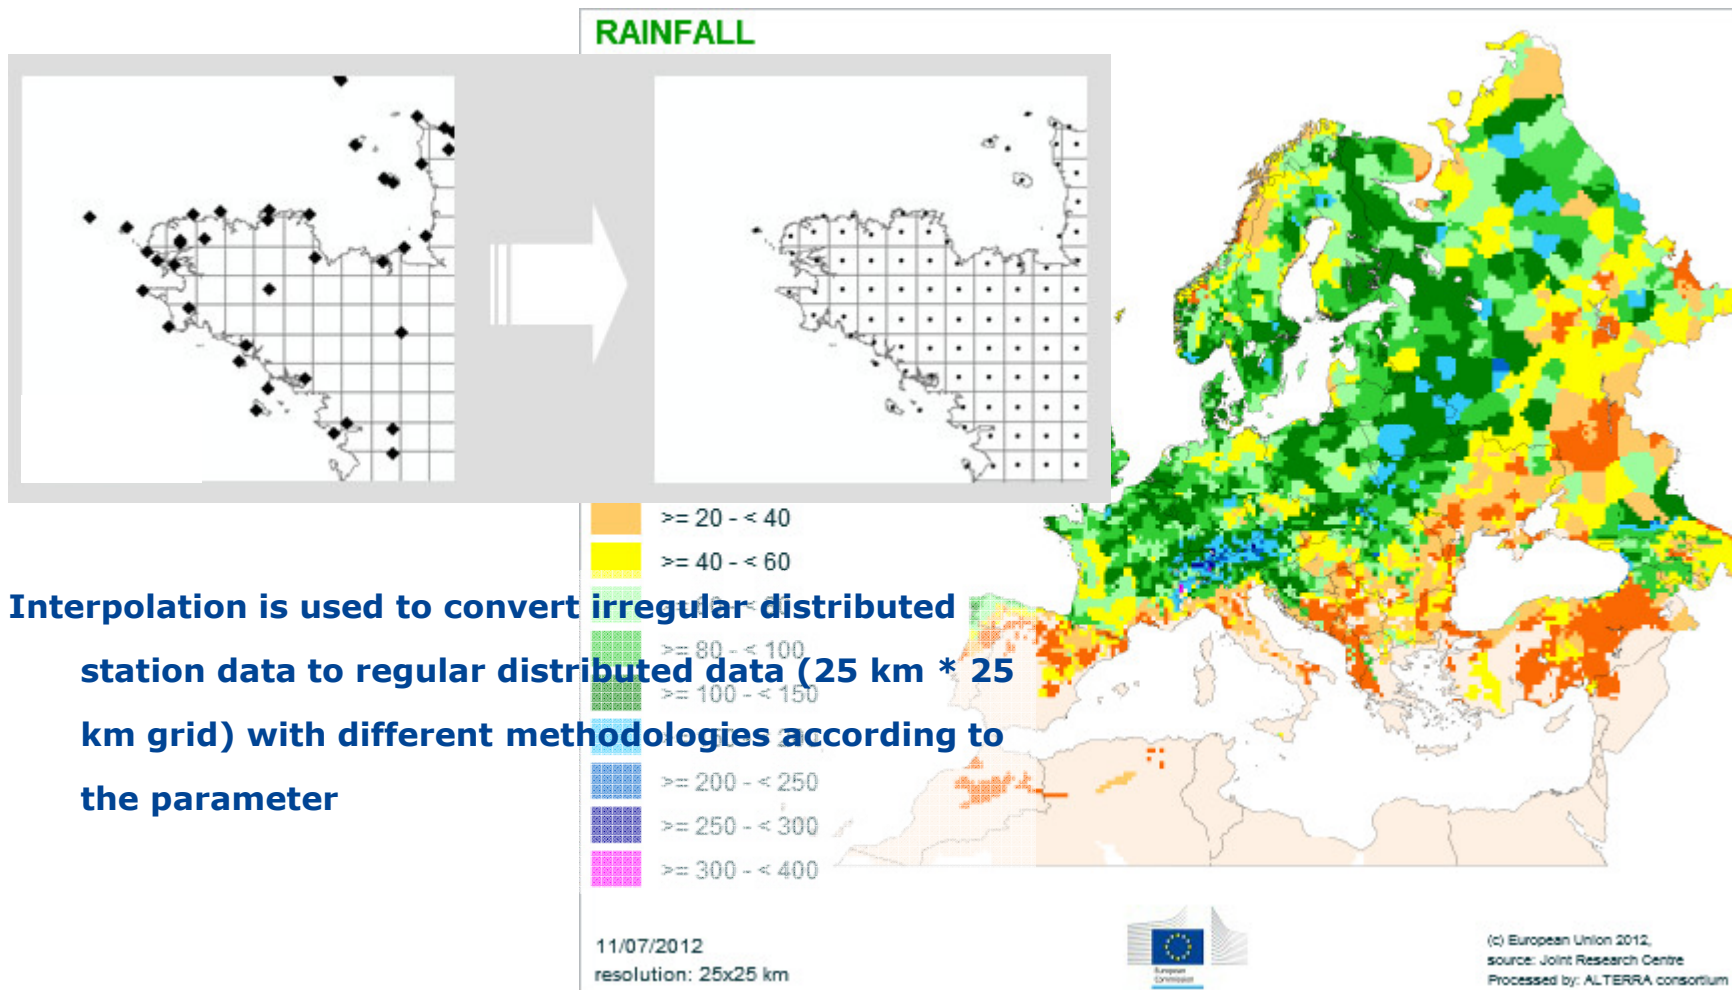 RAINFALL
>= 20 - < 40
>= 40 - < 60
Interpolation is used to convert irregular distributed
station data to regular distributed data (25 km * 25
km grid) with different methodologies according to
the parameter
>= 80 - < 100
>= 100 - < 150
>= 200 - < 250
>= 250 - < 300
>= 300 - < 400
11/07/2012
resolution: 25x25 km
European
Commission
(c) European Union 2012,
source: Joint Research Centre
Processed by: ALTERRA consortium